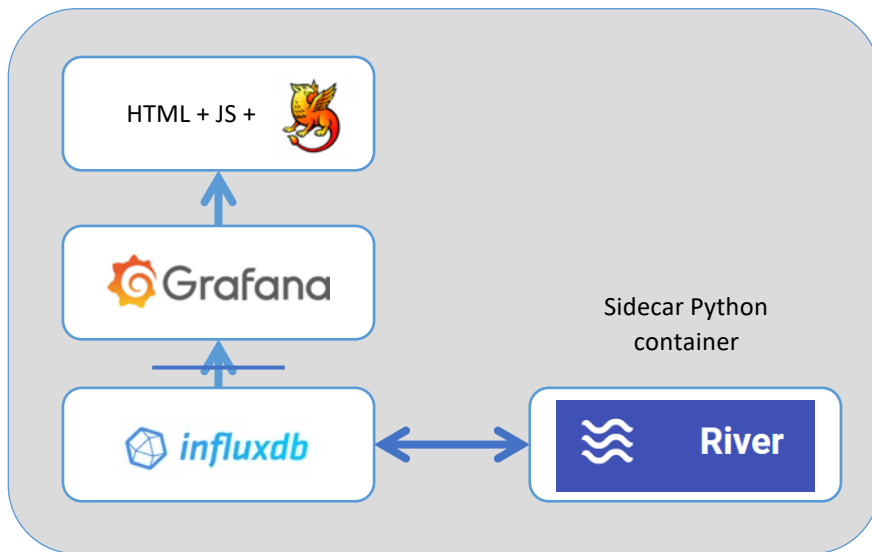 HTML + JS +
Grafana
Sidecar Python
container
influxdb
River